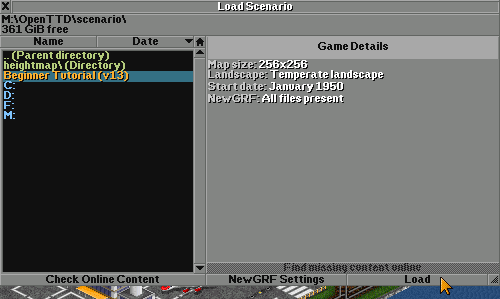 X Load Scenario
M:\OpenTTD\scenario\
361 GiB free
Name Date
Game Details
.. (Parent directory)
heightmap\ (Directory)
Beginner Tutorial (v13)
C:
D:
F:
M:
Map size: 256x256
Landscape: Temperate landscape
Start date: January 1950
NewGRF: All files present
Find missing content online
Check Online Content NewGRF Settings Load